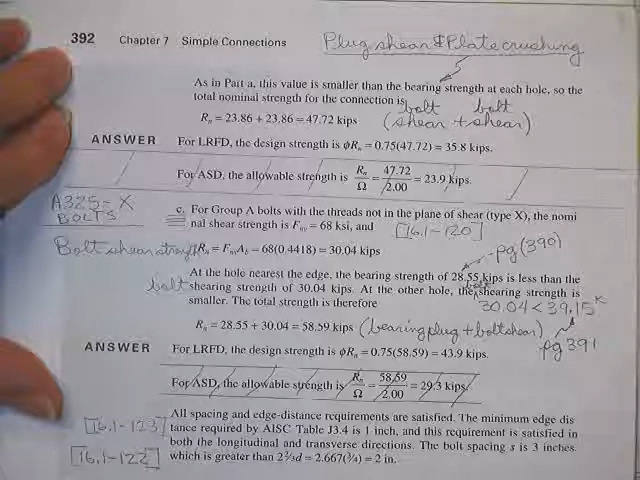 392 Chapter 7 Simple Connections
Plug shear & Plate crushing
As in Part a, this value is smaller than the bearing strength at each hole, so the
total nominal strength for the connection is
bolt bolt
Rn = 23.86 + 23.86 = 47.72 kips (shear + shear)
ANSWER For LRFD, the design strength is ϕRn = 0.75(47.72) = 35.8 kips.
For ASD, the allowable strength is Rn/Ω = 47.72/2.00 = 23.9 kips.
A325 = X
BOLTS
c. For Group A bolts with the threads not in the plane of shear (type X), the nomi
nal shear strength is Fnv = 68 ksi, and [16.1-120]
Bolt shear strength Rn = FnvAb = 68(0.4418) = 30.04 kips
pg (390)
At the hole nearest the edge, the bearing strength of 28.55 kips is less than the
bolt shearing strength of 30.04 kips. At the other hole, the bolt shearing strength is
smaller. The total strength is therefore 30.04 < 39.15 K
Rn = 28.55 + 30.04 = 58.59 kips (bearing plug + bolt shear)
pg 391
ANSWER For LRFD, the design strength is ϕRn = 0.75(58.59) = 43.9 kips.
For ASD, the allowable strength is Rn/Ω = 58.59/2.00 = 29.3 kips
All spacing and edge-distance requirements are satisfied. The minimum edge dis
[16.1-123] tance required by AISC Table J3.4 is 1 inch, and this requirement is satisfied in
both the longitudinal and transverse directions. The bolt spacing s is 3 inches,
[16.1-122] which is greater than 2⅔d = 2.667(¾) = 2 in.